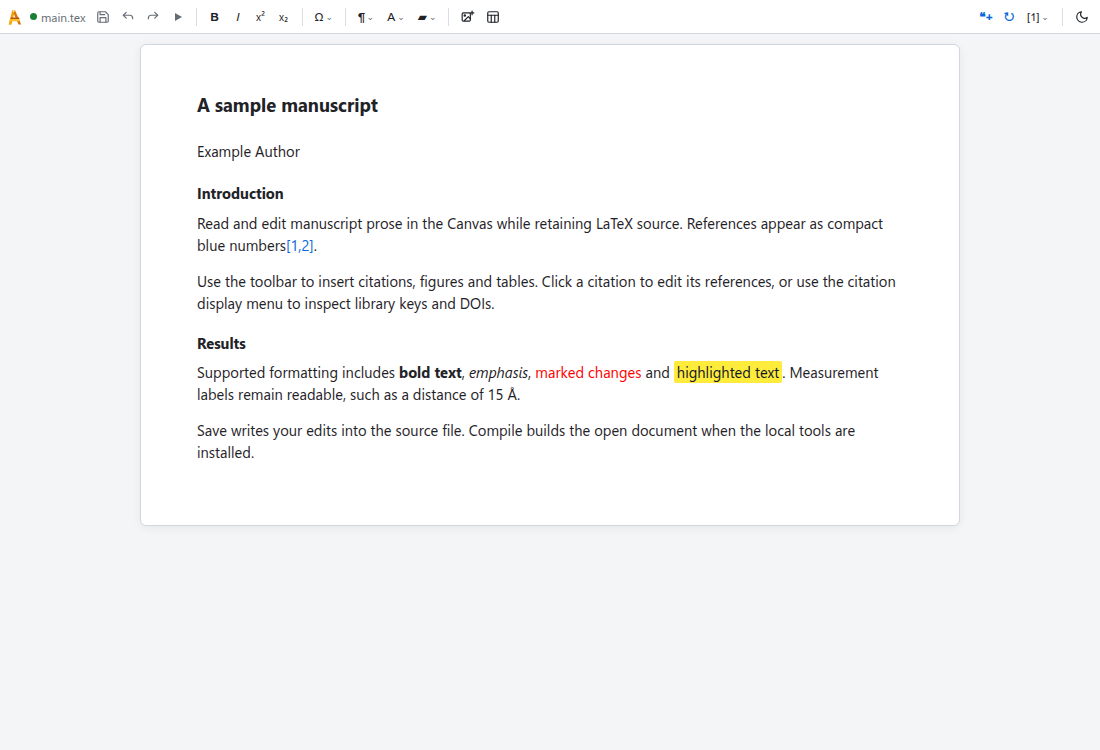 main.tex B I x² x₂ Ω ¶ A [1]
A sample manuscript
Example Author
Introduction
Read and edit manuscript prose in the Canvas while retaining LaTeX source. References appear as compact
blue numbers[1,2].
Use the toolbar to insert citations, figures and tables. Click a citation to edit its references, or use the citation
display menu to inspect library keys and DOIs.
Results
Supported formatting includes bold text, emphasis, marked changes and highlighted text. Measurement
labels remain readable, such as a distance of 15 Å.
Save writes your edits into the source file. Compile builds the open document when the local tools are
installed.